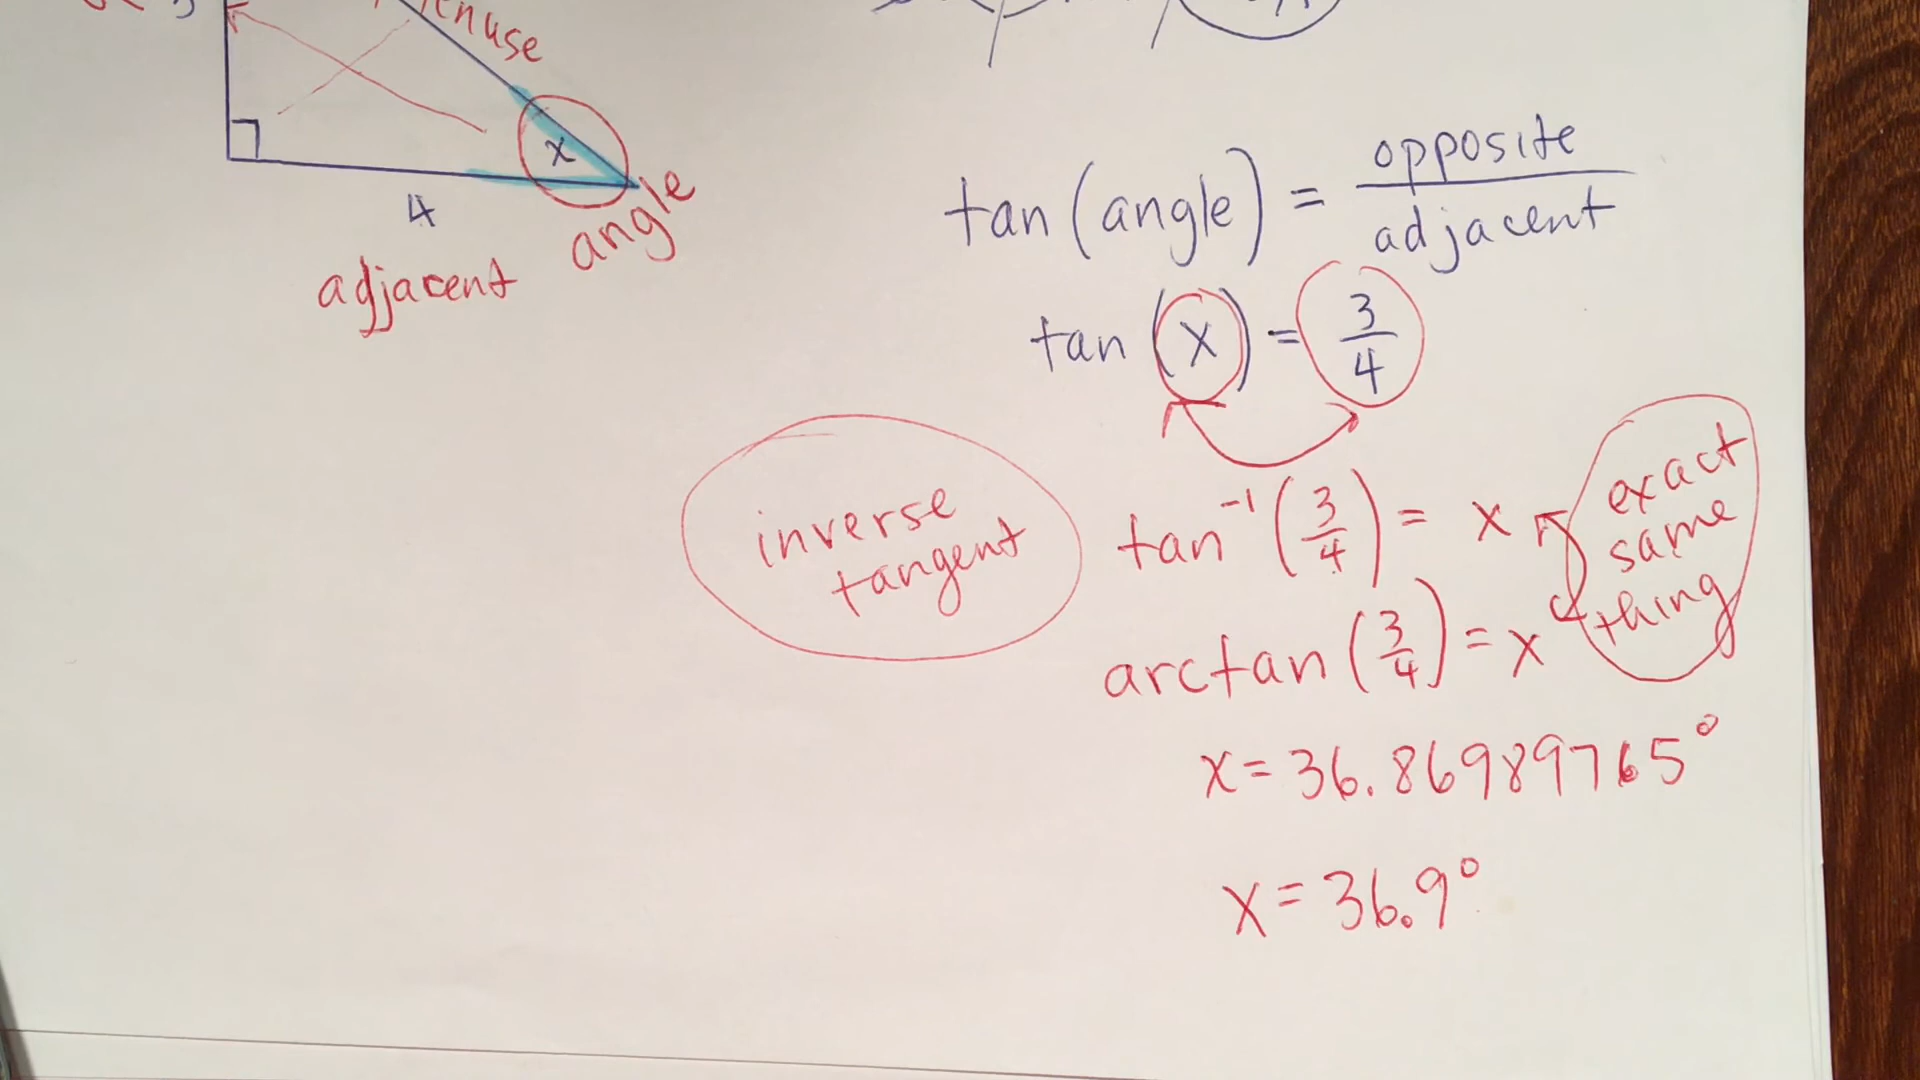 x
4
adjacent
angle
tan(angle) = opposite/adjacent
tan(x) = 3/4
inverse
tangent
tan⁻¹(3/4) = x
arctan(3/4) = x
exact
same
thing
x = 36.86989765°
x = 36.9°